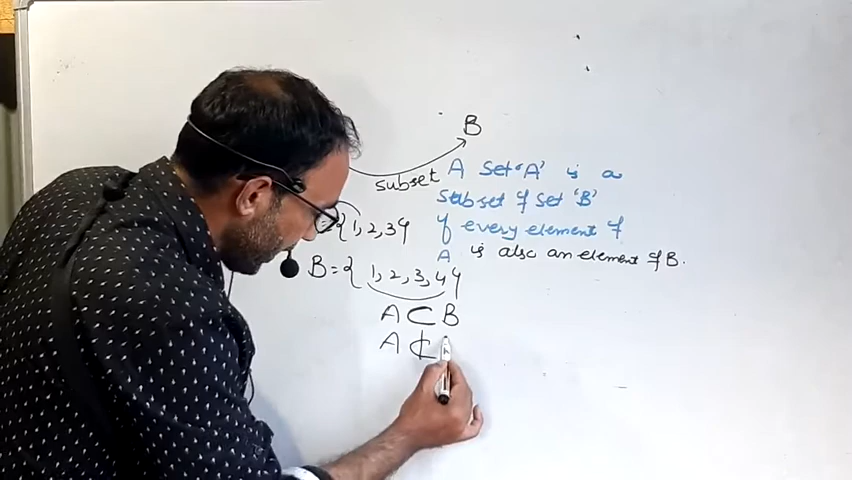 B
subset
A Set 'A' is a
subset of set 'B'
if every element of
A is also an element of B.
= { 1, 2, 3 }
B = { 1, 2, 3, 4 }
A ⊂ B
A ⊄